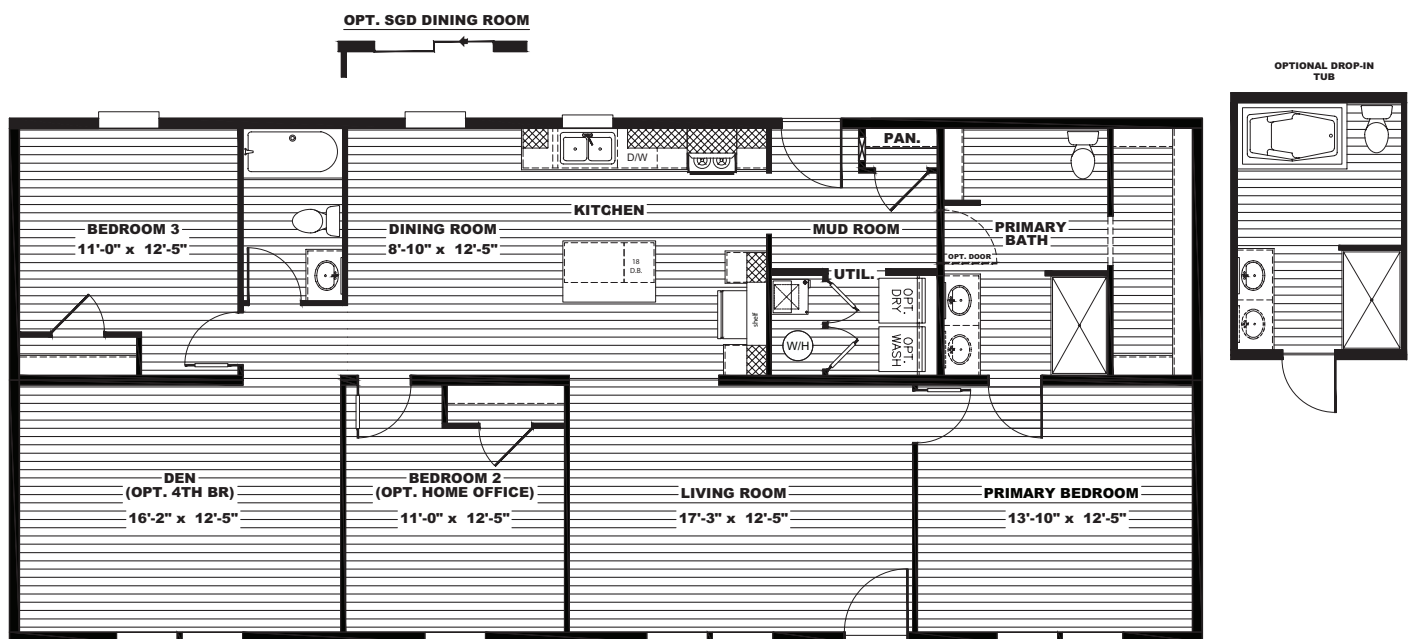 OPT. SGD DINING ROOM
OPTIONAL DROP-IN
TUB
PAN.
D/W
KITCHEN
BEDROOM 3
11'-0" x 12'-5"
DINING ROOM
8'-10" x 12'-5"
MUD ROOM
PRIMARY
BATH
OPT. DOOR
18
D.B.
UTIL.
OPT.
DRY
shelf
W/H
OPT.
WASH
DEN
(OPT. 4TH BR)
16'-2" x 12'-5"
BEDROOM 2
(OPT. HOME OFFICE)
11'-0" x 12'-5"
LIVING ROOM
17'-3" x 12'-5"
PRIMARY BEDROOM
13'-10" x 12'-5"